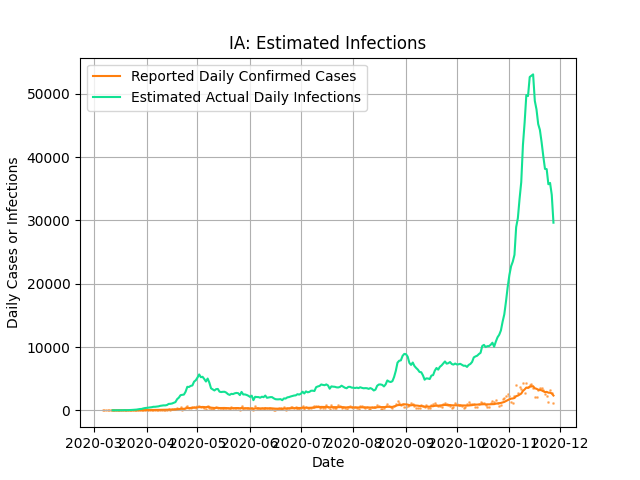 IA: Estimated Infections
Reported Daily Confirmed Cases
Estimated Actual Daily Infections
Daily Cases or Infections
50000
40000
30000
20000
10000
0
2020-03 2020-04 2020-05 2020-06 2020-07 2020-08 2020-09 2020-10 2020-11 2020-12
Date